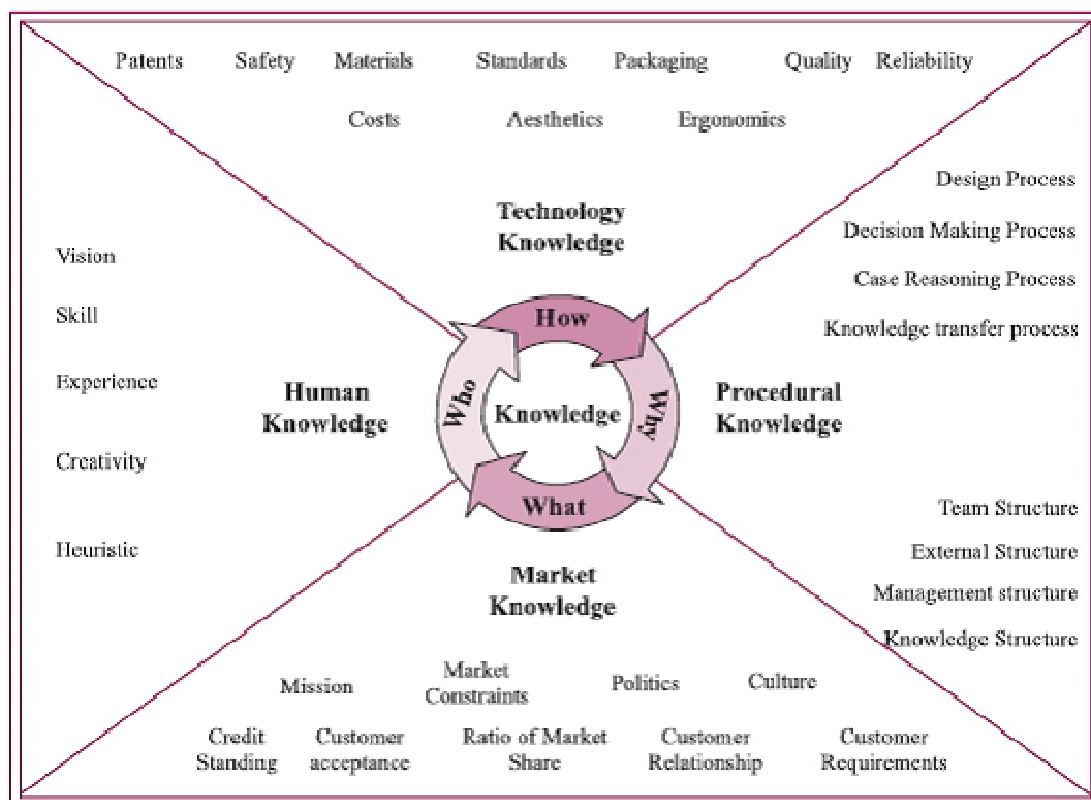 Patents Safety Materials Standards Packaging Quality Reliability
Costs Aesthetics Ergonomics
Design Process
Technology
Knowledge
Decision Making Process
Vision
Case Reasoning Process
Skill
How
Knowledge transfer process
Experience
Human
Knowledge
Who
Knowledge
Why
Procedural
Knowledge
Creativity
What
Team Structure
Heuristic
External Structure
Market
Knowledge
Management structure
Knowledge Structure
Mission
Market
Constraints
Politics
Culture
Credit
Standing
Customer
acceptance
Ratio of Market
Share
Customer
Relationship
Customer
Requirements